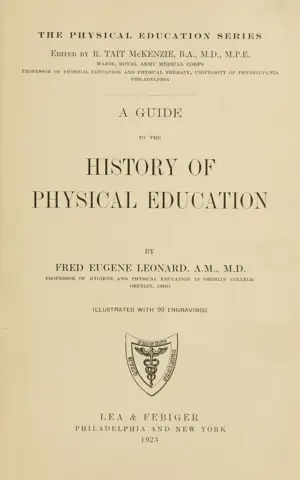 THE PHYSICAL EDUCATION SERIES
EDITED BY R. TAIT McKENZIE, B.A., M.D., M.P.E.
MAJOR, ROYAL ARMY MEDICAL CORPS
PROFESSOR OF PHYSICAL EDUCATION AND PHYSICAL THERAPY, UNIVERSITY OF PENNSYLVANIA
PHILADELPHIA
A GUIDE
TO THE
HISTORY OF
PHYSICAL EDUCATION
BY
FRED EUGENE LEONARD, A.M., M.D.
PROFESSOR OF HYGIENE AND PHYSICAL EDUCATION IN OBERLIN COLLEGE
OBERLIN, OHIO
ILLUSTRATED WITH 99 ENGRAVINGS
LEA & FEBIGER
PHILADELPHIA AND NEW YORK
1923